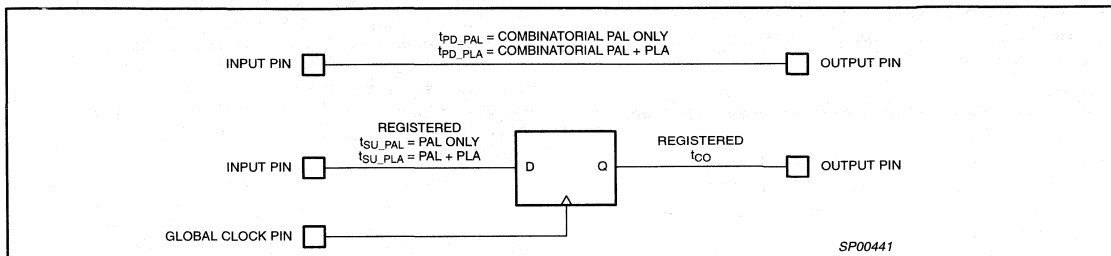 tPD_PAL = COMBINATORIAL PAL ONLY
tPD_PLA = COMBINATORIAL PAL + PLA
INPUT PIN
OUTPUT PIN
REGISTERED
tSU_PAL = PAL ONLY
tSU_PLA = PAL + PLA
REGISTERED
tCO
INPUT PIN
D
Q
OUTPUT PIN
GLOBAL CLOCK PIN
SP00441